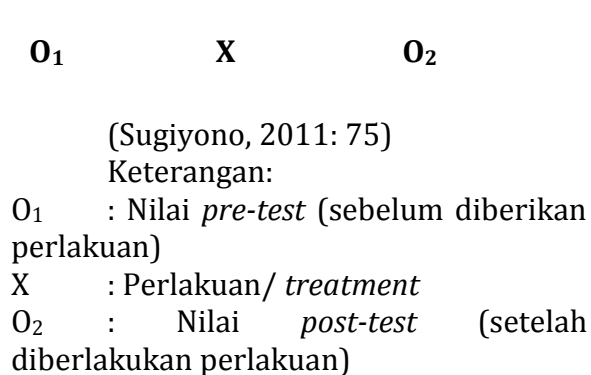 O₁ X O₂
(Sugiyono, 2011: 75)
Keterangan:
O₁ : Nilai pre-test (sebelum diberikan
perlakuan)
X : Perlakuan/ treatment
O₂ : Nilai post-test (setelah
diberlakukan perlakuan)